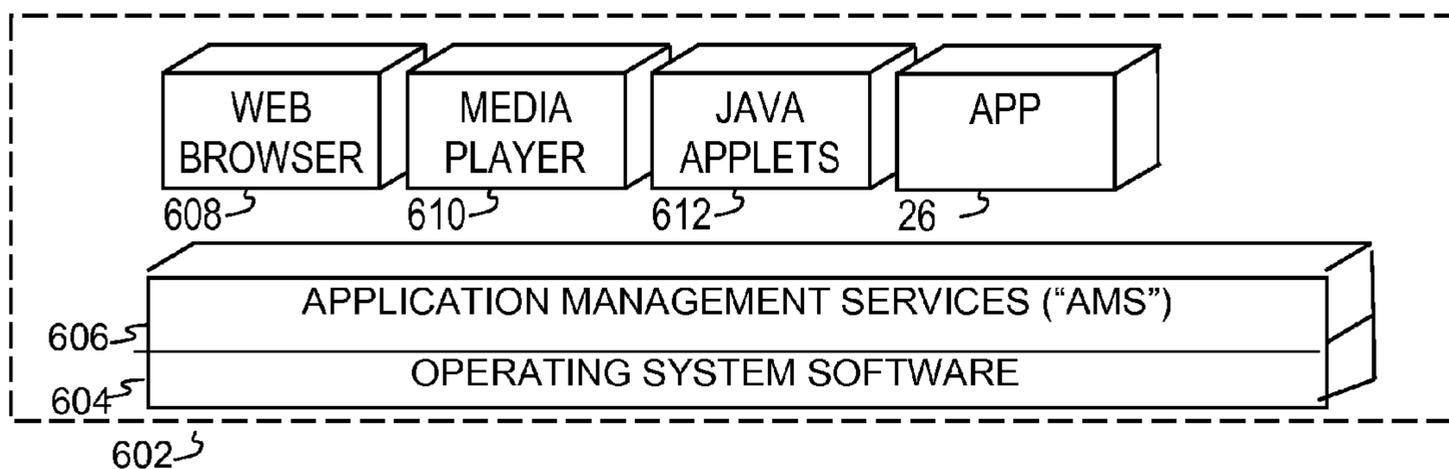 WEB
BROWSER
MEDIA
PLAYER
JAVA
APPLETS
APP
608
610
612
26
APPLICATION MANAGEMENT SERVICES (“AMS”)
606
OPERATING SYSTEM SOFTWARE
604
602